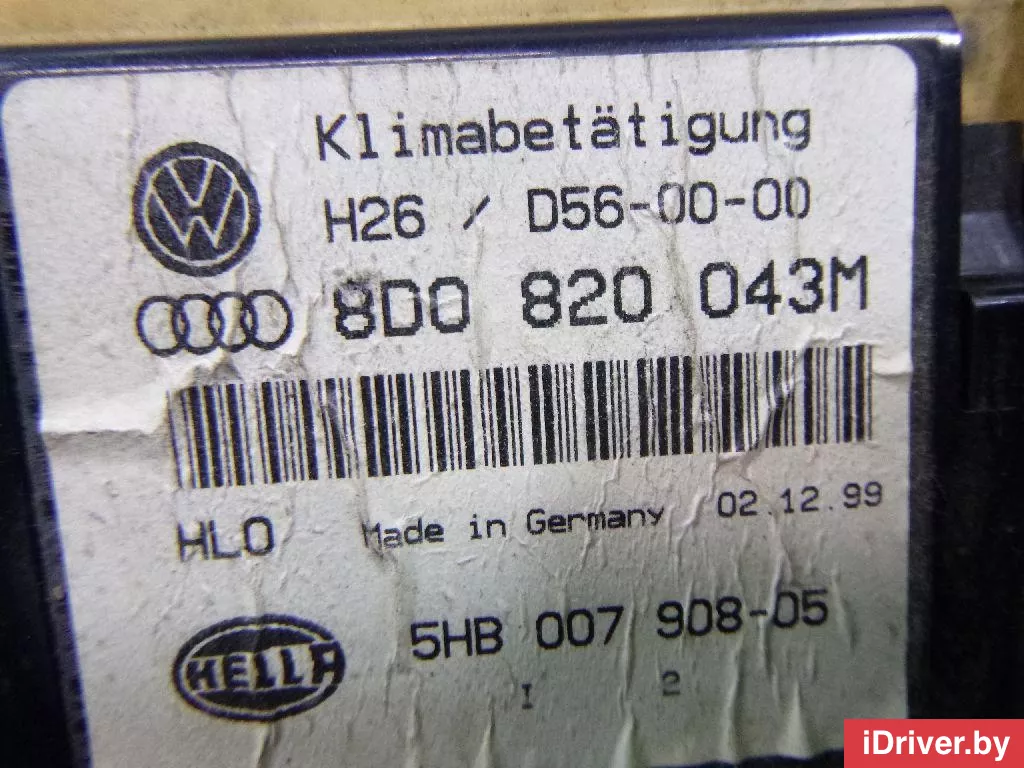 Klimabetätigung
H26 / D56-00-00
8D0 820 043M
HLO Made in Germany 02.12.99
HELLA 5HB 007 908-05
I 2
iDriver.by